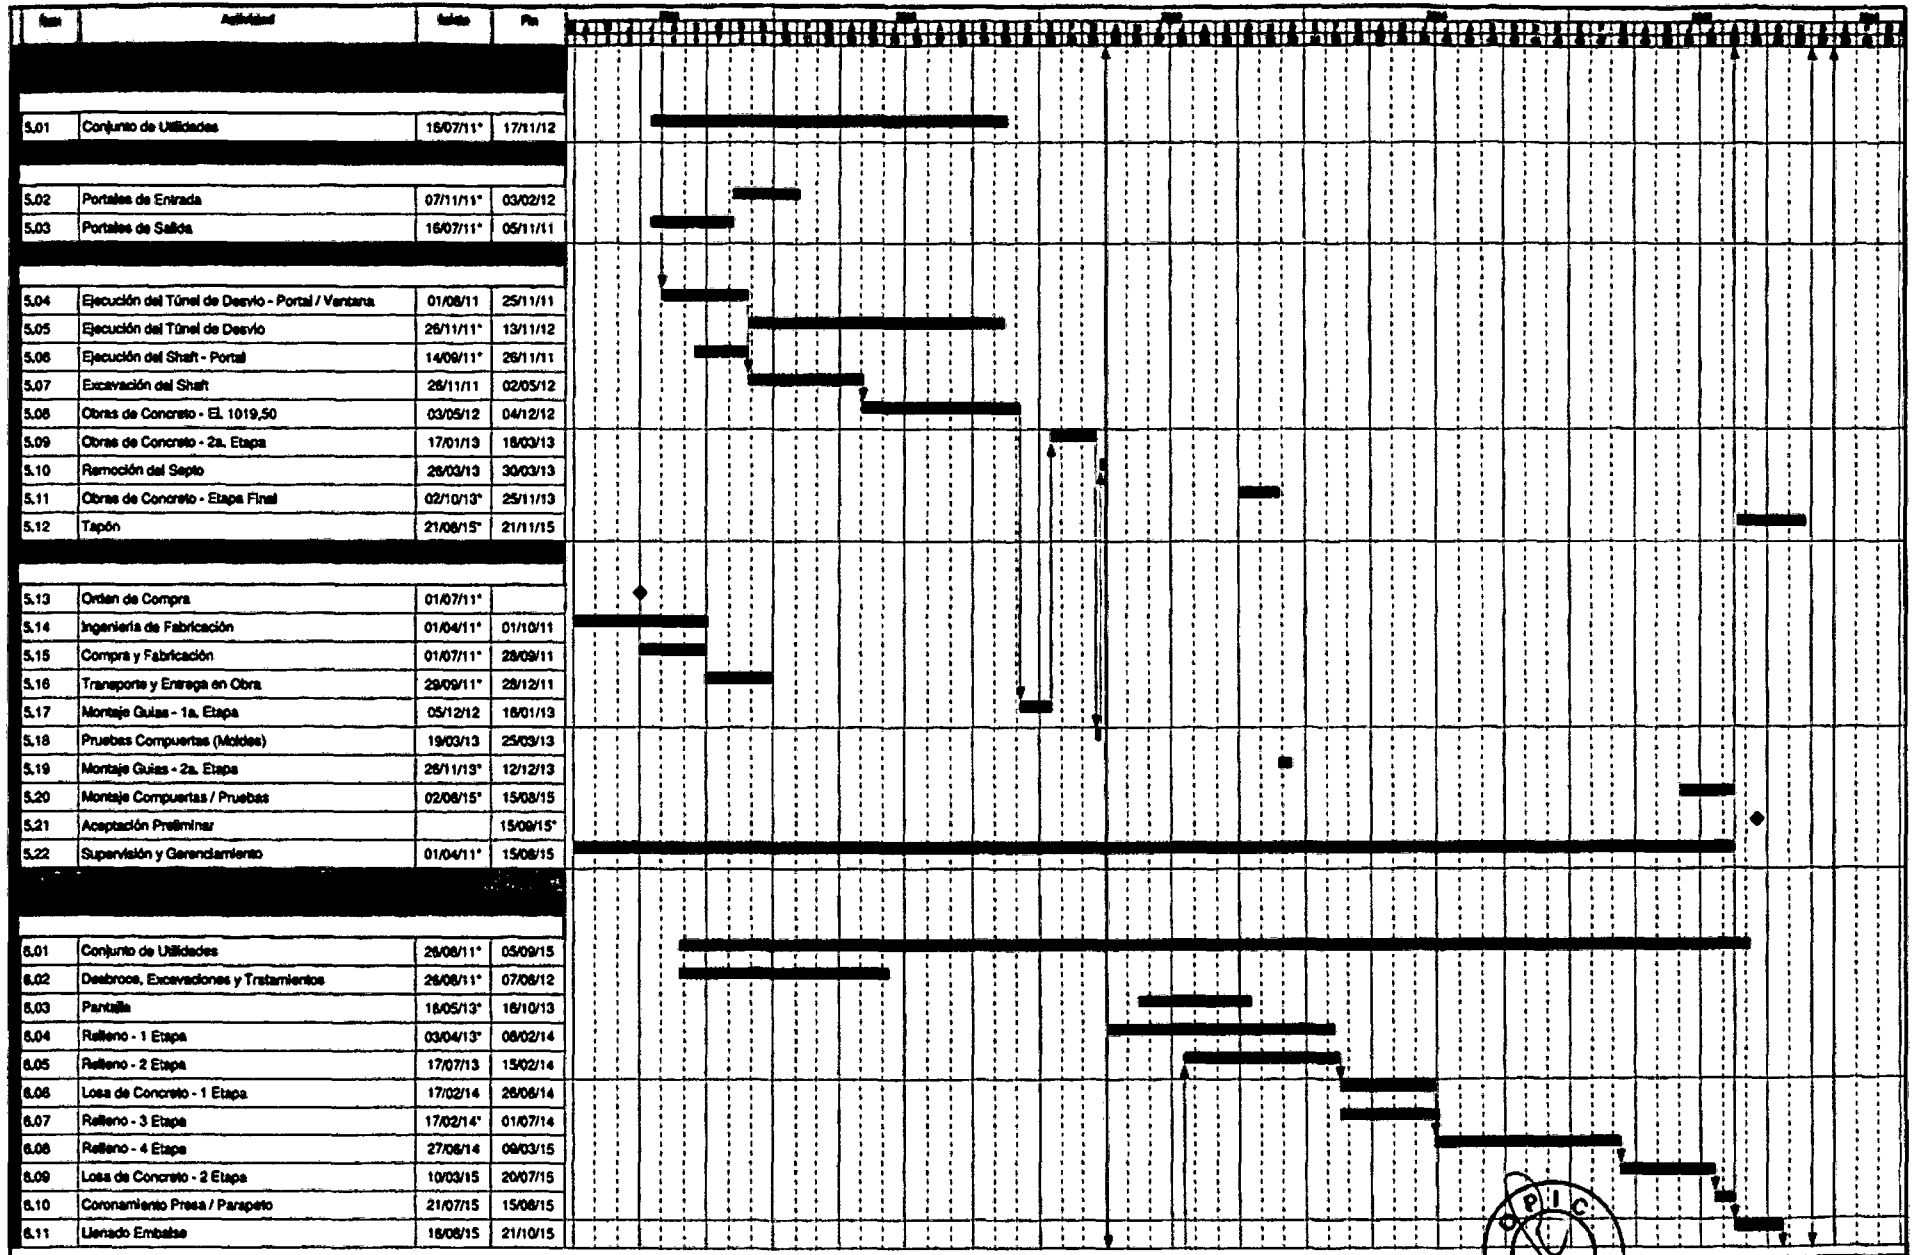 Actividad
Fin
5.01 Conjunto de Utilidades 16/07/11* 17/11/12
5.02 Portales de Entrada 07/11/11* 03/02/12
5.03 Portales de Salida 16/07/11* 05/11/11
5.04 Ejecución del Túnel de Desvío - Portal / Ventana 01/08/11 25/11/11
5.05 Ejecución del Túnel de Desvío 26/11/11* 13/11/12
5.06 Ejecución del Shaft - Portal 14/09/11* 26/11/11
5.07 Excavación del Shaft 26/11/11 02/05/12
5.08 Obras de Concreto - EL 1019,50 03/05/12 04/12/12
5.09 Obras de Concreto - 2a. Etapa 17/01/13 18/03/13
5.10 Remoción del Septo 26/03/13 30/03/13
5.11 Obras de Concreto - Etapa Final 02/10/13* 25/11/13
5.12 Tapón 21/08/15* 21/11/15
5.13 Orden de Compra 01/07/11*
5.14 Ingeniería de Fabricación 01/04/11* 01/10/11
5.15 Compra y Fabricación 01/07/11* 28/09/11
5.16 Transporte y Entrega en Obra 29/09/11* 28/12/11
5.17 Montaje Guias - 1a. Etapa 05/12/12 16/01/13
5.18 Pruebas Compuertas (Moldes) 19/03/13 25/03/13
5.19 Montaje Guias - 2a. Etapa 26/11/13* 12/12/13
5.20 Montaje Compuertas / Pruebas 02/06/15* 15/08/15
5.21 Aceptación Preliminar 15/09/15*
5.22 Supervisión y Gerenciamiento 01/04/11* 15/08/15
6.01 Conjunto de Utilidades 26/08/11* 05/09/15
6.02 Desbroce, Excavaciones y Tratamientos 26/08/11* 07/06/12
6.03 Pantalla 16/05/13* 16/10/13
6.04 Relleno - 1 Etapa 03/04/13* 08/02/14
6.05 Relleno - 2 Etapa 17/07/13 15/02/14
6.06 Losa de Concreto - 1 Etapa 17/02/14 26/06/14
6.07 Relleno - 3 Etapa 17/02/14* 01/07/14
6.08 Relleno - 4 Etapa 27/06/14 09/03/15
6.09 Losa de Concreto - 2 Etapa 10/03/15 20/07/15
6.10 Coronamiento Presa / Parapeto 21/07/15 15/08/15
6.11 Llenado Embalse 16/08/15 21/10/15
OPIC